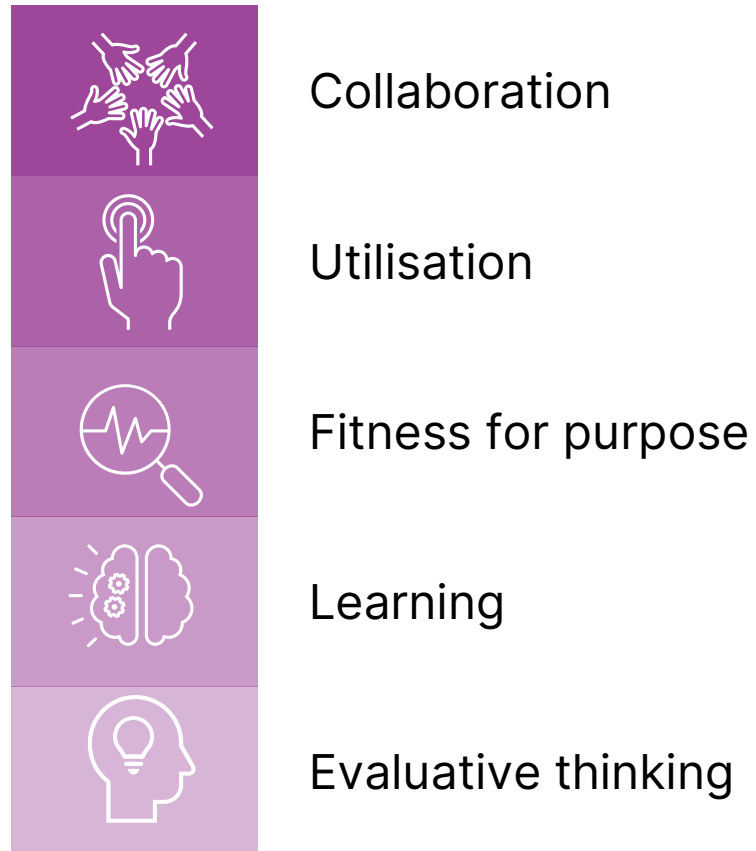 Collaboration
Utilisation
Fitness for purpose
Learning
Evaluative thinking